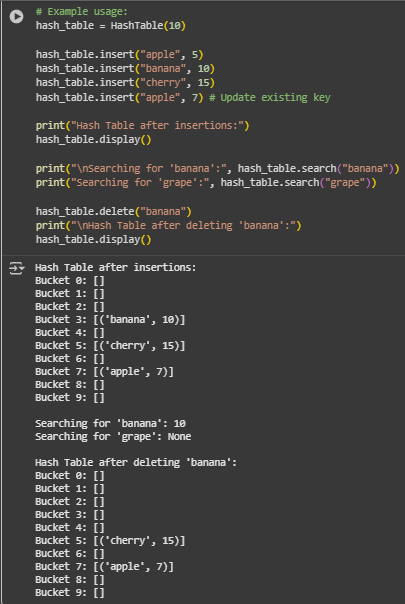 # Example usage:
hash_table = HashTable(10)
hash_table.insert("apple", 5)
hash_table.insert("banana", 10)
hash_table.insert("cherry", 15)
hash_table.insert("apple", 7) # Update existing key
print("Hash Table after insertions:")
hash_table.display()
print("\nSearching for 'banana':", hash_table.search("banana"))
print("Searching for 'grape':", hash_table.search("grape"))
hash_table.delete("banana")
print("\nHash Table after deleting 'banana':")
hash_table.display()
Hash Table after insertions:
Bucket 0: []
Bucket 1: []
Bucket 2: []
Bucket 3: [('banana', 10)]
Bucket 4: []
Bucket 5: [('cherry', 15)]
Bucket 6: []
Bucket 7: [('apple', 7)]
Bucket 8: []
Bucket 9: []
Searching for 'banana': 10
Searching for 'grape': None
Hash Table after deleting 'banana':
Bucket 0: []
Bucket 1: []
Bucket 2: []
Bucket 3: []
Bucket 4: []
Bucket 5: [('cherry', 15)]
Bucket 6: []
Bucket 7: [('apple', 7)]
Bucket 8: []
Bucket 9: []